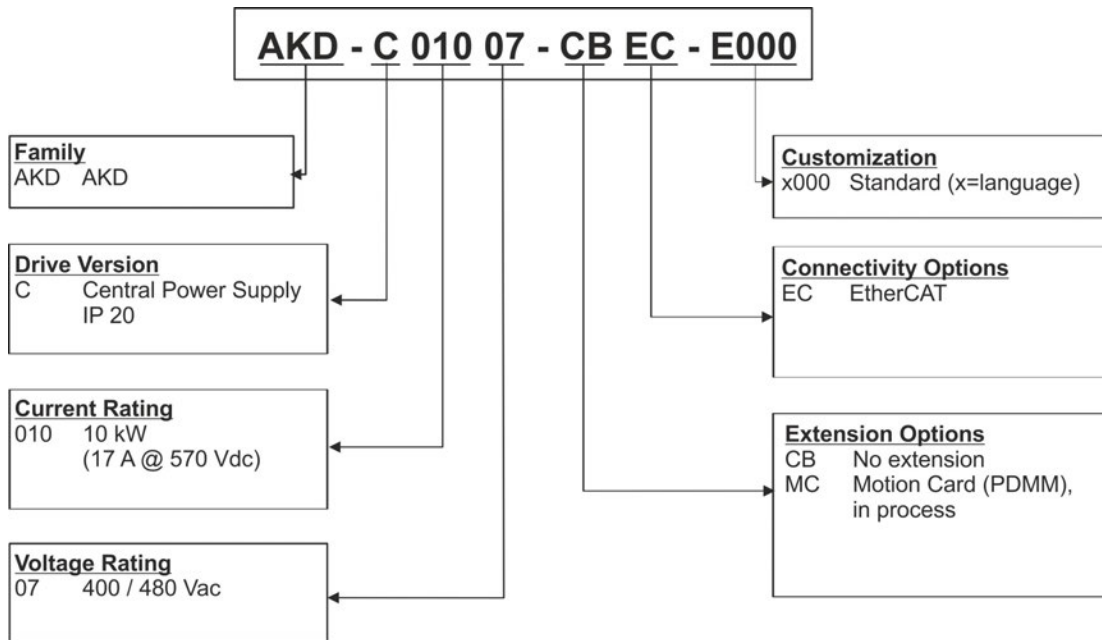 AKD - C 010 07 - CB EC - E000
Family
AKD AKD
Drive Version
C Central Power Supply
IP 20
Current Rating
010 10 kW
(17 A @ 570 Vdc)
Voltage Rating
07 400 / 480 Vac
Customization
x000 Standard (x=language)
Connectivity Options
EC EtherCAT
Extension Options
CB No extension
MC Motion Card (PDMM),
in process